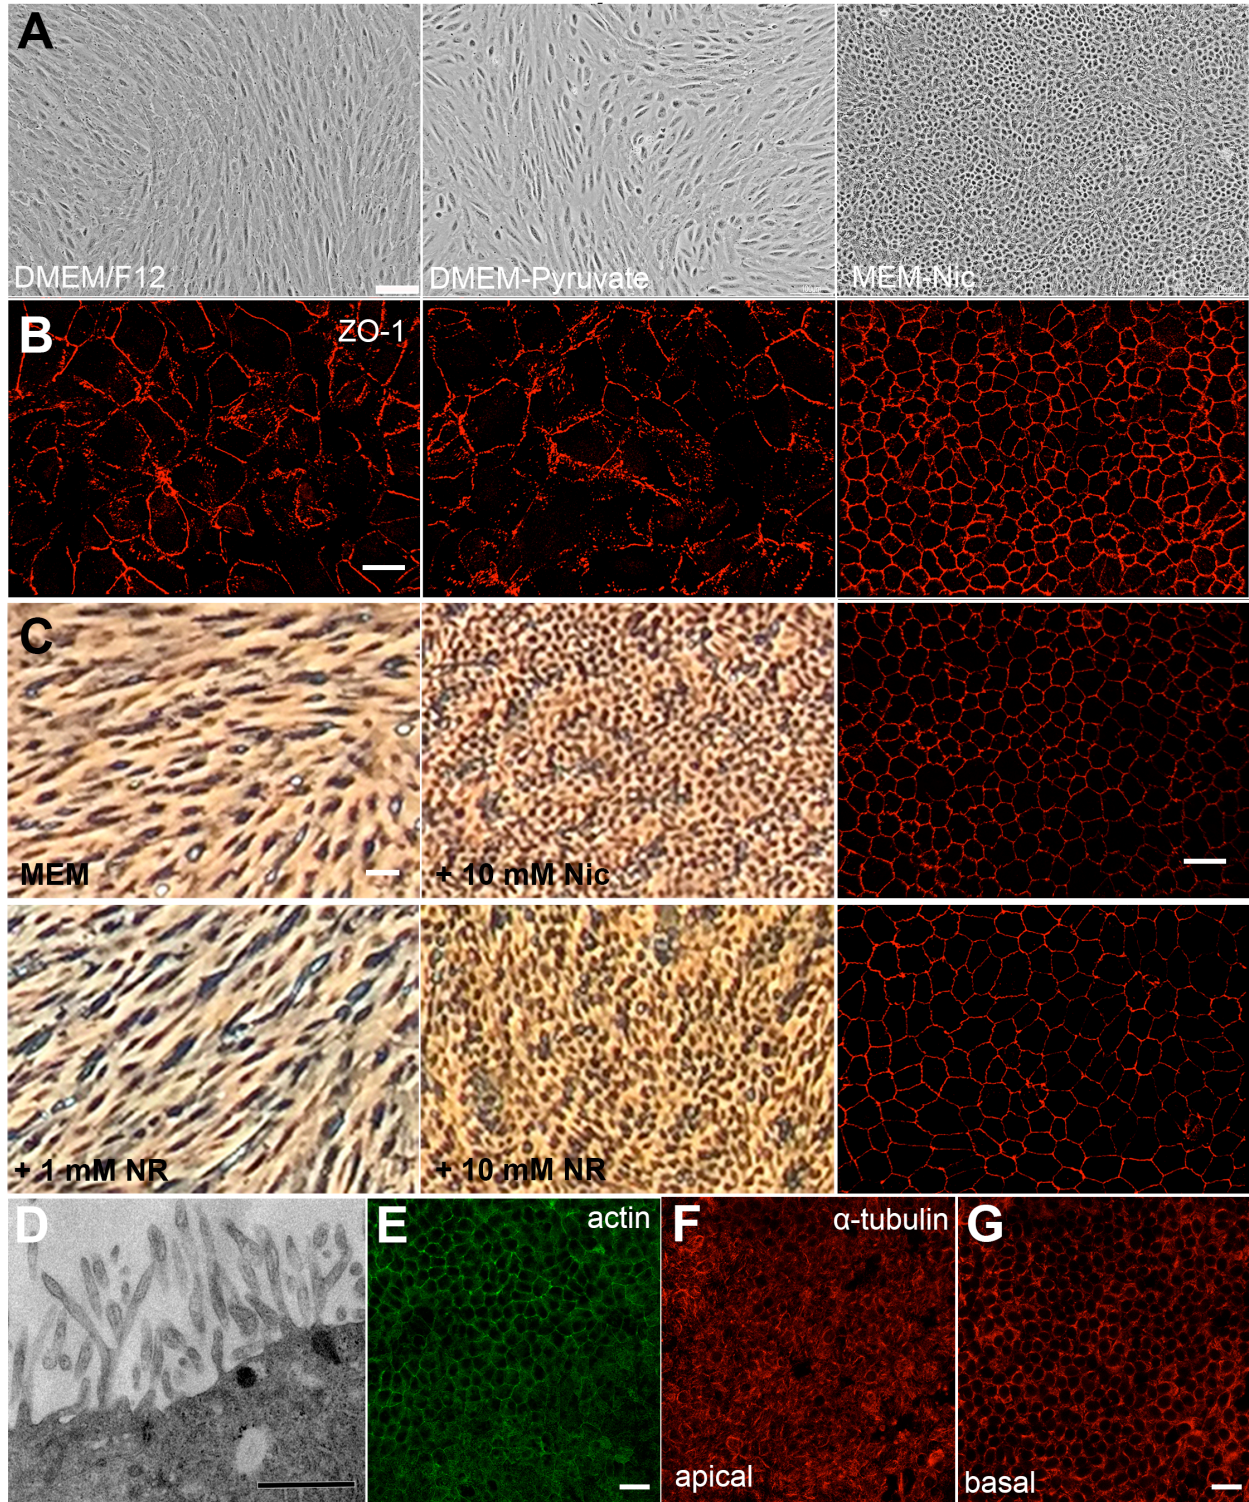 A
DMEM/F12
DMEM-Pyruvate
MEM-Nic
B
ZO-1
C
MEM
+ 10 mM Nic
+ 1 mM NR
+ 10 mM NR
D
E
actin
F
α-tubulin
apical
G
basal